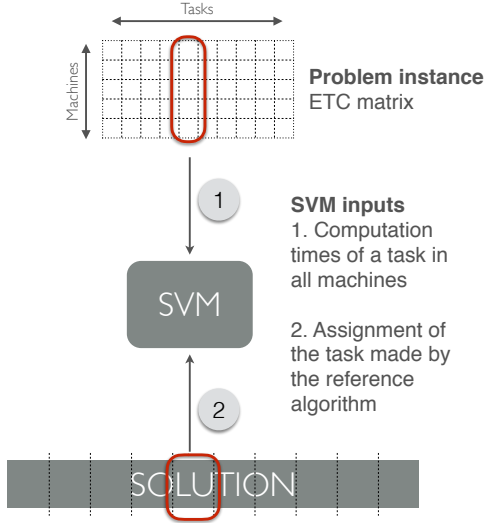 Tasks
Machines
Problem instance
ETC matrix
1
SVM inputs
1. Computation
times of a task in
all machines
SVM
2. Assignment of
the task made by
the reference
algorithm
2
SOLUTION